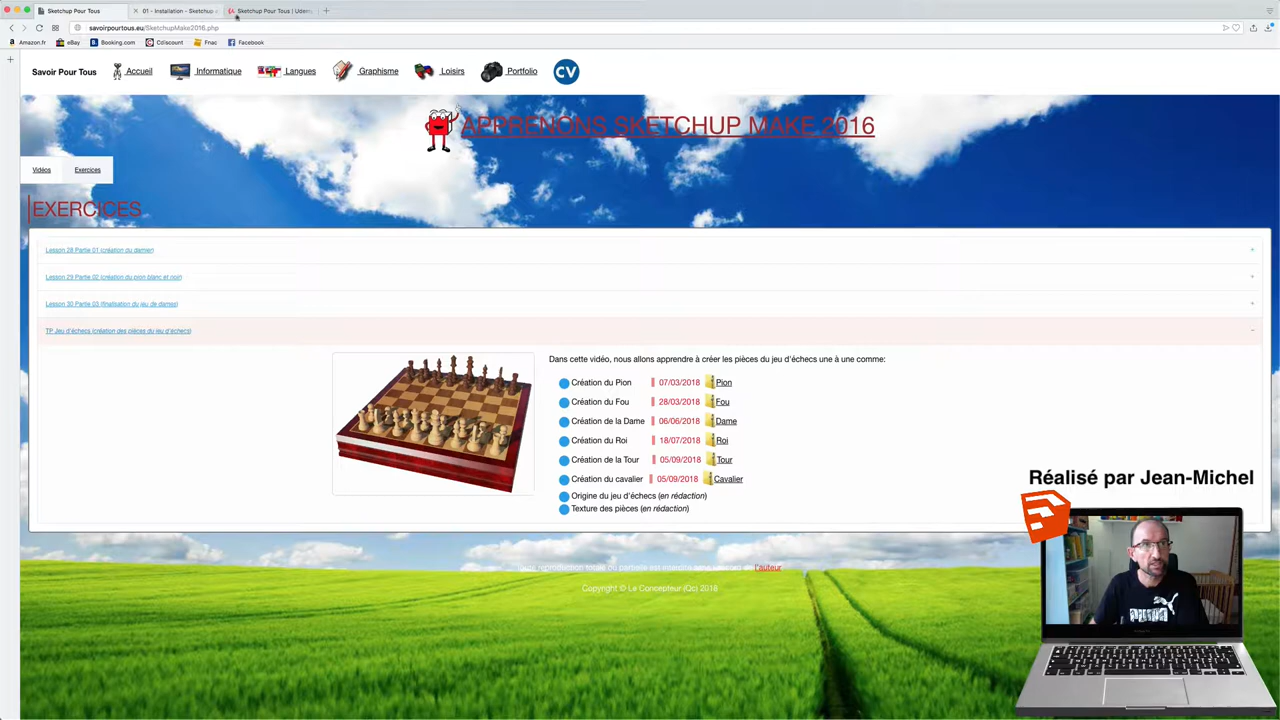 Sketchup Pour Tous
01 - Installation - Sketchup
Sketchup Pour Tous | Udem
savoirpourtous.eu/SketchupMake2016.php
Amazon.fr
eBay
Booking.com
Cdiscount
Fnac
Facebook
Savoir Pour Tous
Accueil
Informatique
Langues
Graphisme
Loisirs
Portfolio
CV
APPRENONS SKETCHUP MAKE 2016
Vidéos
Exercices
EXERCICES
Lesson 28 Partie 01 (création du damier)
Lesson 29 Partie 02 (création du pion blanc et noir)
Lesson 30 Partie 03 (finalisation du jeu de dames)
TP Jeu d'échecs (création des pièces du jeu d'échecs)
Dans cette vidéo, nous allons apprendre à créer les pièces du jeu d'échecs une à une comme:
Création du Pion 07/03/2018 Pion
Création du Fou 28/03/2018 Fou
Création de la Dame 06/06/2018 Dame
Création du Roi 18/07/2018 Roi
Création de la Tour 05/09/2018 Tour
Création du cavalier 05/09/2018 Cavalier
Origine du jeu d'échecs (en rédaction)
Texture des pièces (en rédaction)
Réalisé par Jean-Michel
reproduction totale ou partielle est interdite l'auteur
Copyright © Le Concepteur (Qc) 2016